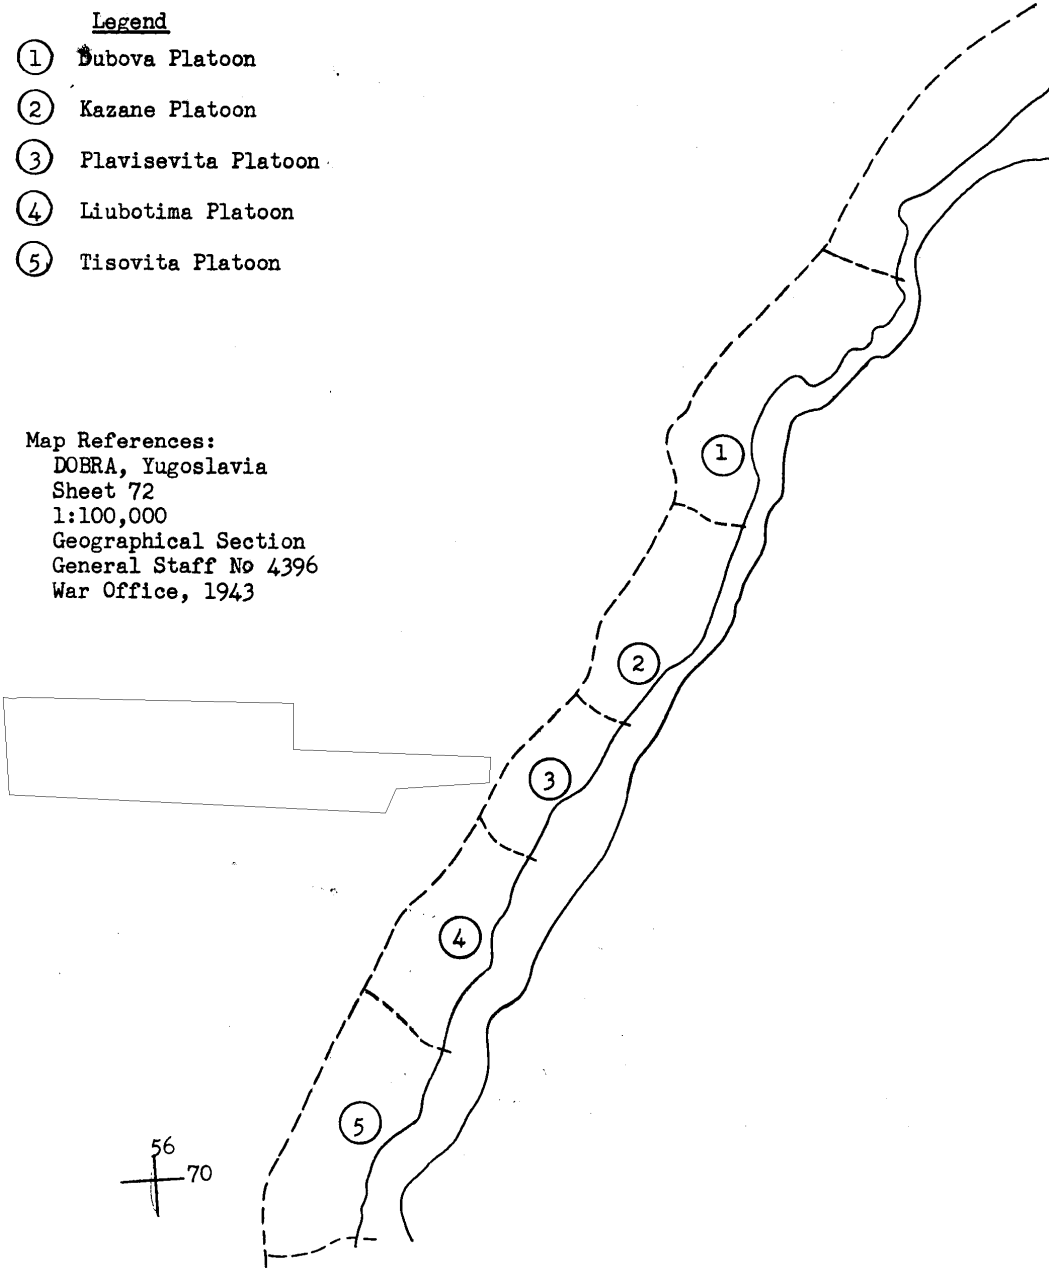 Legend
1 Dubova Platoon
2 Kazane Platoon
3 Plavisevita Platoon
4 Liubotima Platoon
5 Tisovita Platoon
Map References:
DOBRA, Yugoslavia
Sheet 72
1:100,000
Geographical Section
General Staff No 4396
War Office, 1943
1
2
3
4
5
56
70